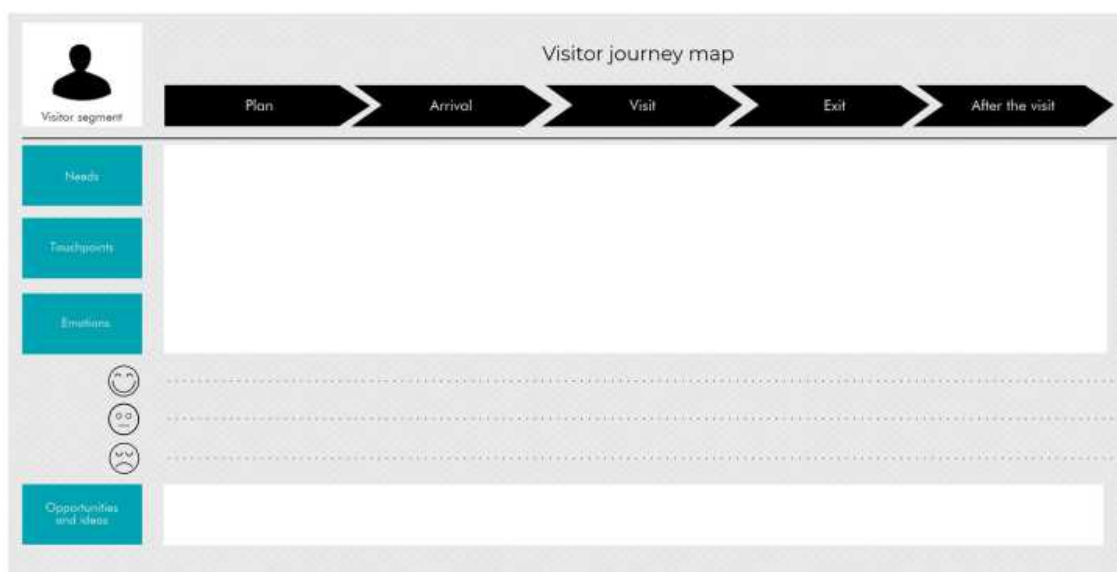 Visitor journey map
Visitor segment
Plan
Arrival
Visit
Exit
After the visit
Needs
Touchpoints
Emotions
Opportunities
and ideas